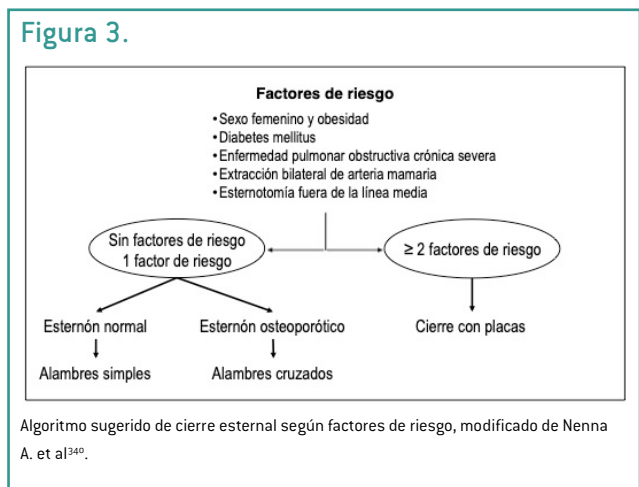 Figura 3.
Factores de riesgo
•Sexo femenino y obesidad
•Diabetes mellitus
•Enfermedad pulmonar obstructiva crónica severa
•Extracción bilateral de arteria mamaria
•Esternotomía fuera de la línea media
Sin factores de riesgo
1 factor de riesgo
≥ 2 factores de riesgo
Esternón normal
Esternón osteoporótico
Cierre con placas
Alambres simples
Alambres cruzados
Algoritmo sugerido de cierre esternal según factores de riesgo, modificado de Nenna
A. et al³⁴⁰.